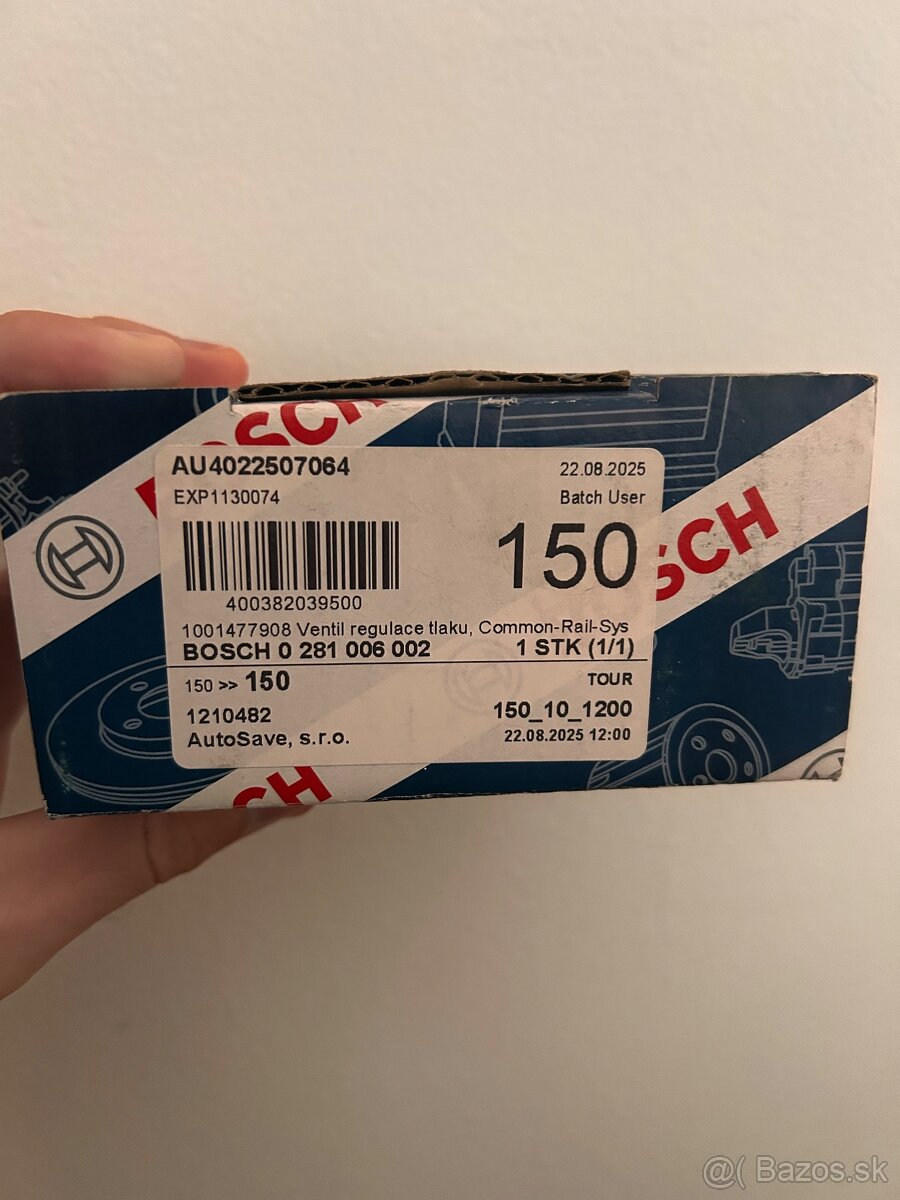 BOSCH
AU4022507064
22.08.2025
EXP1130074
Batch User
400382039500
150
BOSCH
1001477908 Ventil regulace tlaku, Common-Rail-Sys
BOSCH 0 281 006 002
1 STK (1/1)
150 >> 150
TOUR
1210482
150_10_1200
AutoSave, s.r.o.
22.08.2025 12:00
CH
@( Bazos.sk